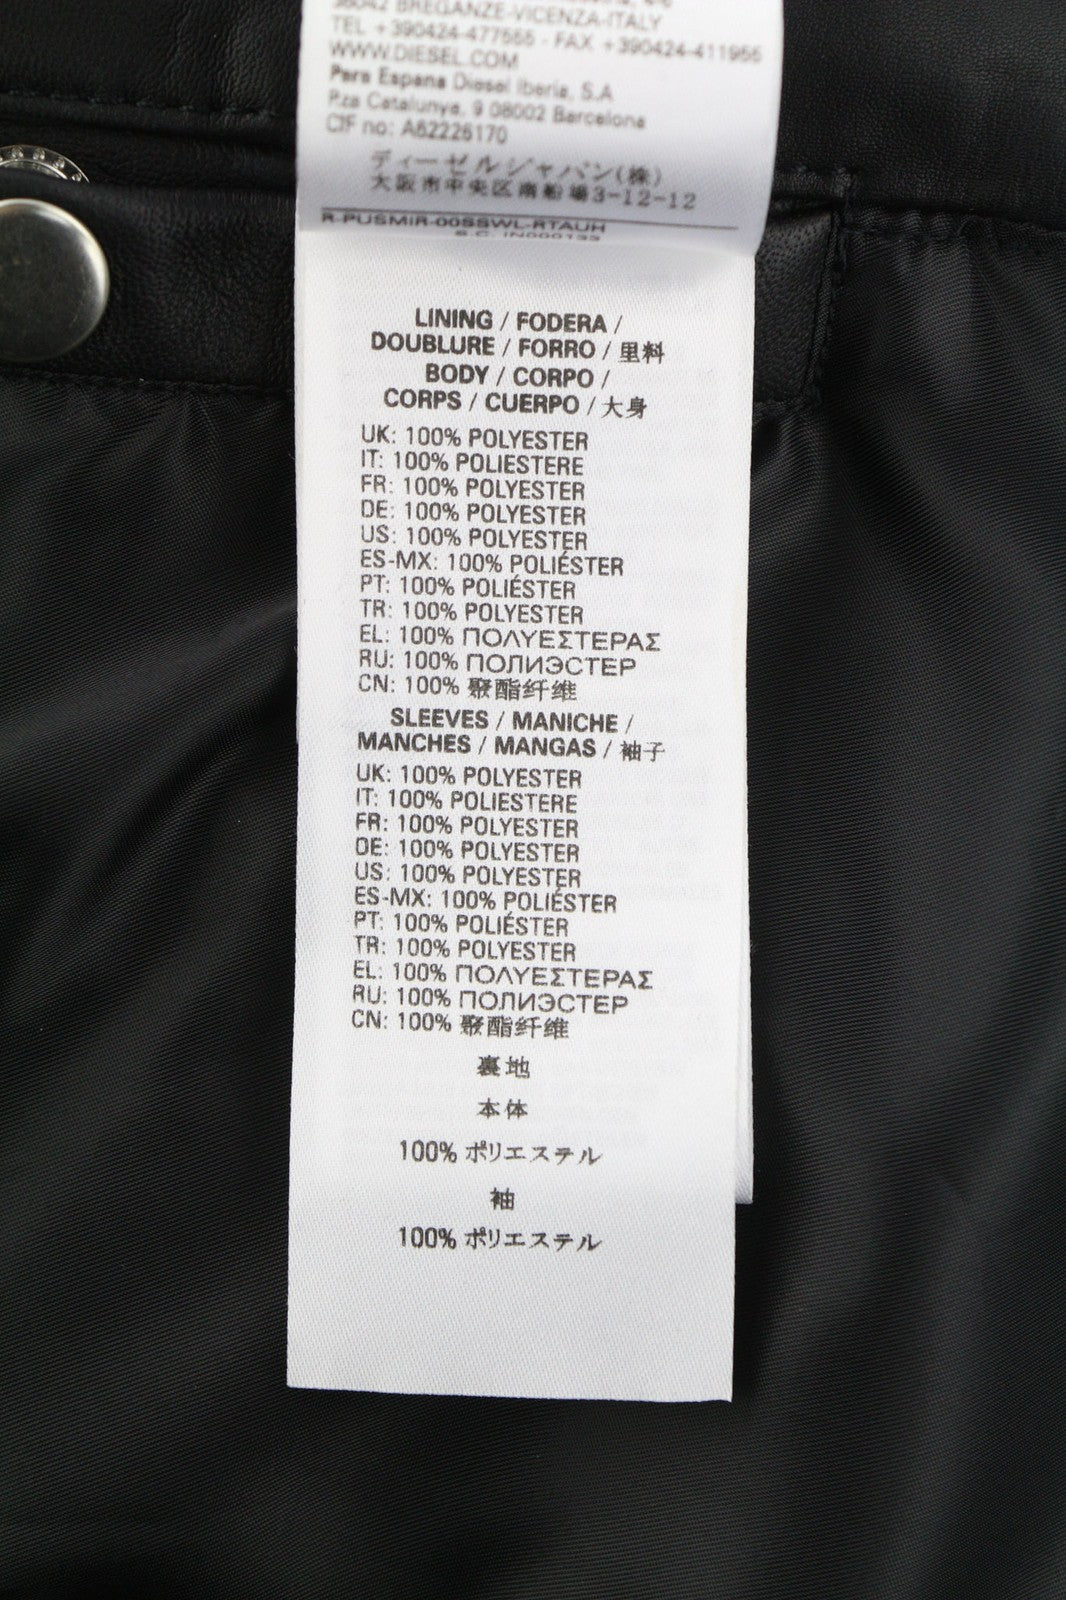 36042 BREGANZE-VICENZA-ITALY
TEL +390424-477555 - FAX +390424-411955
WWW.DIESEL.COM
Para Espana Diesel Iberia, S.A
Pza Catalunya, 9 08002 Barcelona
CIF no: A62226170
ディーゼルジャパン(株)
大阪市中央区南船場3-12-12
R-PUSMIR-00SSWL-RTAUH
S.C. IN000133
LINING / FODERA /
DOUBLURE / FORRO / 里料
BODY / CORPO /
CORPS / CUERPO / 大身
UK: 100% POLYESTER
IT: 100% POLIESTERE
FR: 100% POLYESTER
DE: 100% POLYESTER
US: 100% POLYESTER
ES-MX: 100% POLIÉSTER
PT: 100% POLIÉSTER
TR: 100% POLYESTER
EL: 100% ΠΟΛΥΕΣΤΕΡΑΣ
RU: 100% ПОЛИЭСТЕР
CN: 100% 聚酯纤维
SLEEVES / MANICHE /
MANCHES / MANGAS / 袖子
UK: 100% POLYESTER
IT: 100% POLIESTERE
FR: 100% POLYESTER
DE: 100% POLYESTER
US: 100% POLYESTER
ES-MX: 100% POLIÉSTER
PT: 100% POLIÉSTER
TR: 100% POLYESTER
EL: 100% ΠΟΛΥΕΣΤΕΡΑΣ
RU: 100% ПОЛИЭСТЕР
CN: 100% 聚酯纤维
裏地
本体
100% ポリエステル
袖
100% ポリエステル